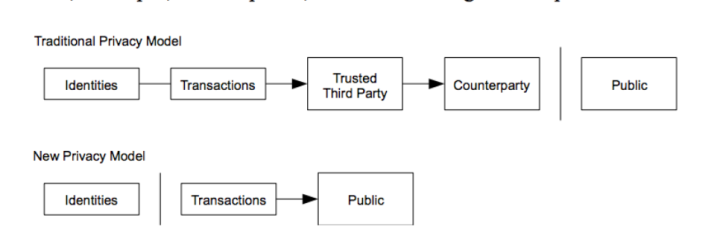 Traditional Privacy Model
Identities
Transactions
Trusted
Third Party
Counterparty
Public
New Privacy Model
Identities
Transactions
Public